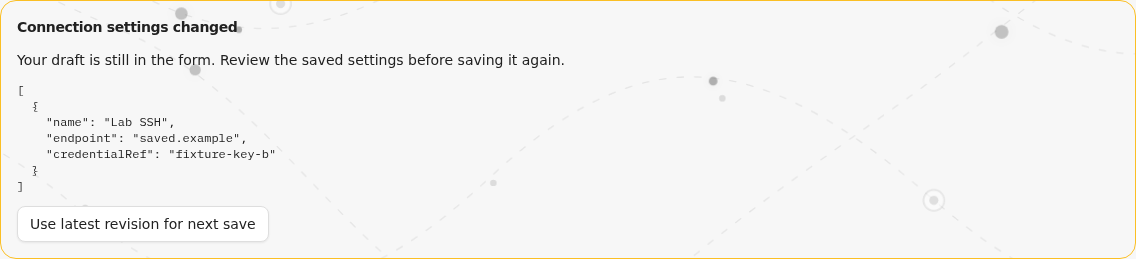 Connection settings changed
Your draft is still in the form. Review the saved settings before saving it again.
[
  {
    "name": "Lab SSH",
    "endpoint": "saved.example",
    "credentialRef": "fixture-key-b"
  }
]
Use latest revision for next save